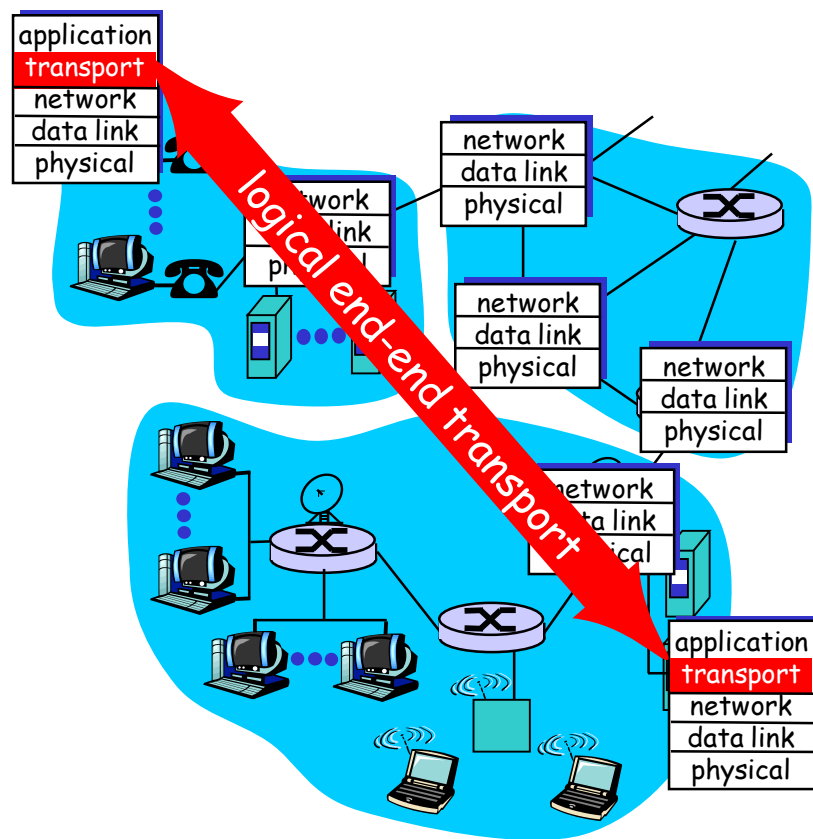 application
transport
network
data link
physical
network
data link
physical
logical end-end transport
network
data link
physical
network
data link
physical
application
transport
network
data link
physical